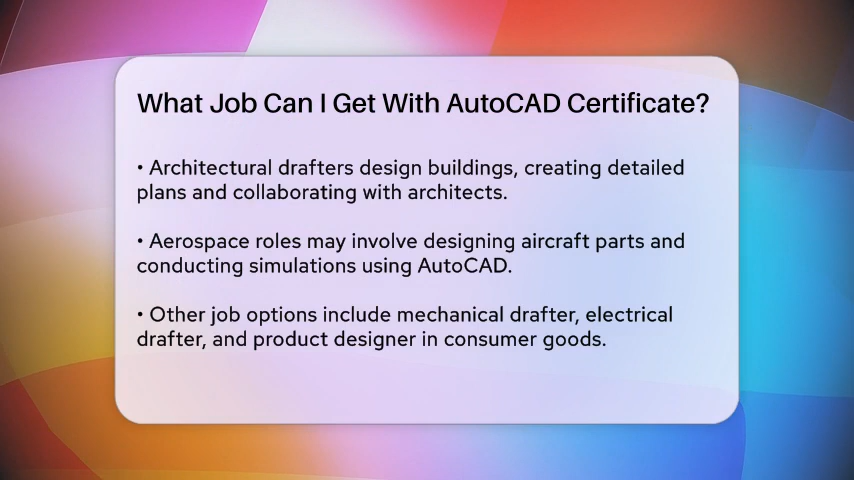 What Job Can I Get With AutoCAD Certificate?
• Architectural drafters design buildings, creating detailed
plans and collaborating with architects.
• Aerospace roles may involve designing aircraft parts and
conducting simulations using AutoCAD.
• Other job options include mechanical drafter, electrical
drafter, and product designer in consumer goods.